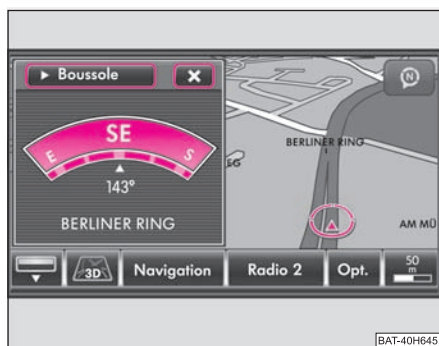 Boussole
N
SE
E S
143°
BERLINER RING
BERLINER RING
EG
AM MÜ
3D Navigation Radio 2 Opt. 50 m
BAT-40H645